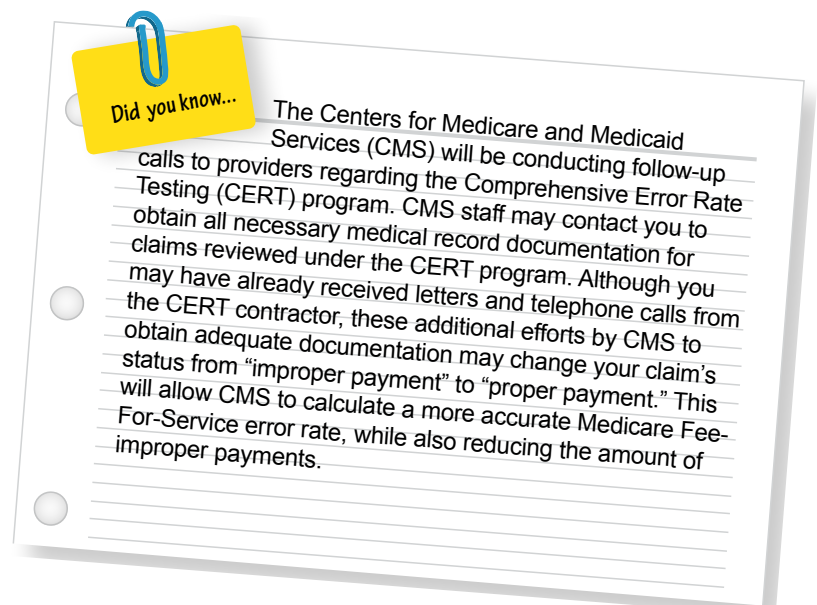 Did you know...
The Centers for Medicare and Medicaid
Services (CMS) will be conducting follow-up
calls to providers regarding the Comprehensive Error Rate
Testing (CERT) program. CMS staff may contact you to
obtain all necessary medical record documentation for
claims reviewed under the CERT program. Although you
may have already received letters and telephone calls from
the CERT contractor, these additional efforts by CMS to
obtain adequate documentation may change your claim’s
status from “improper payment” to “proper payment.” This
will allow CMS to calculate a more accurate Medicare Fee-
For-Service error rate, while also reducing the amount of
improper payments.